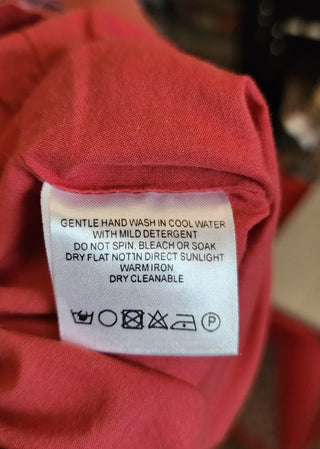 GENTLE HAND WASH IN COOL WATER
WITH MILD DETERGENT
DO NOT SPIN, BLEACH OR SOAK
DRY FLAT NOT IN DIRECT SUNLIGHT
WARM IRON
DRY CLEANABLE
P